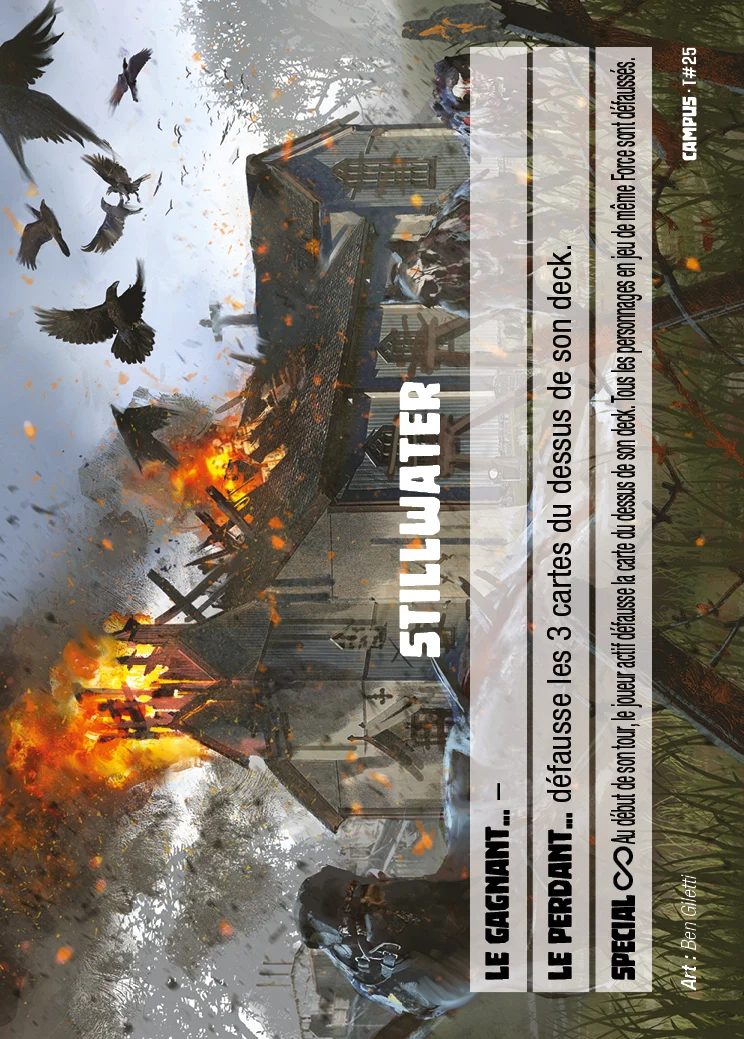 STILLWATER
LE GAGNANT... –
LE PERDANT... défausse les 3 cartes du dessus de son deck.
SPECIAL ∞ Au début de son tour, le joueur actif défausse la carte du dessus de son deck. Tous les personnages en jeu de même Force sont défaussés.
Art : Ben Giletti
CAMPUS · T#25